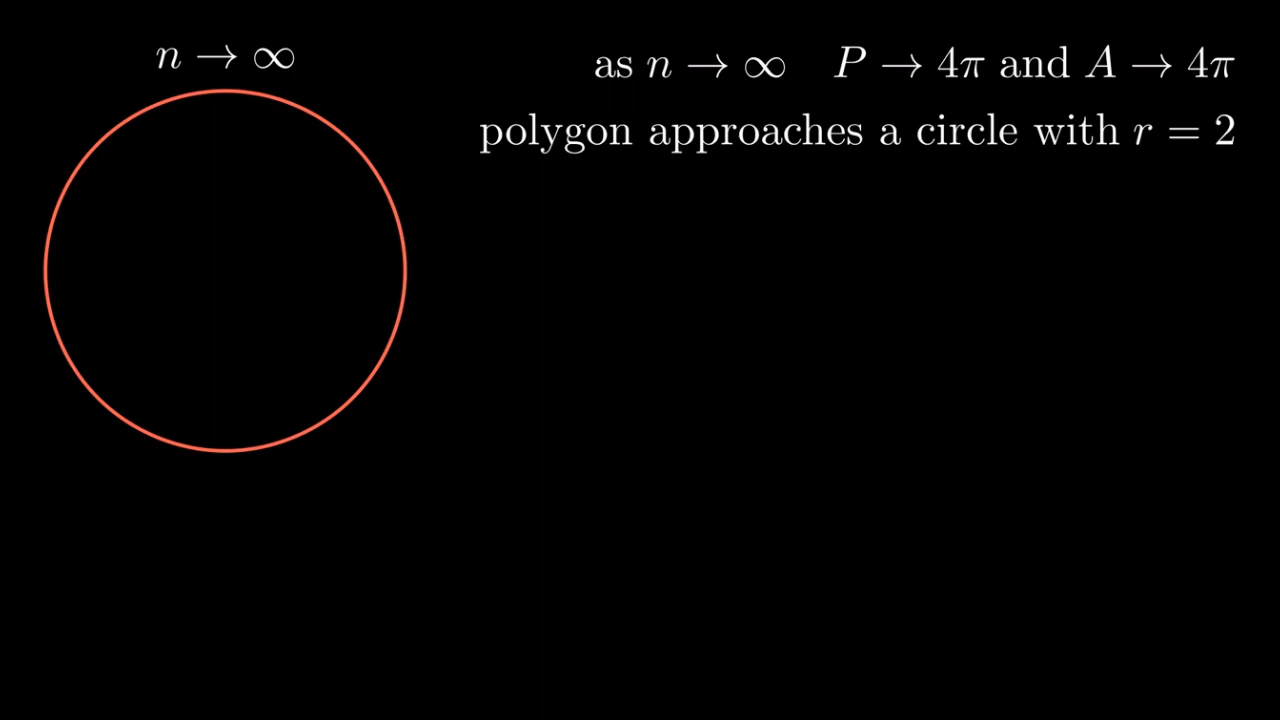 n → ∞
as n → ∞ P → 4π and A → 4π
polygon approaches a circle with r = 2